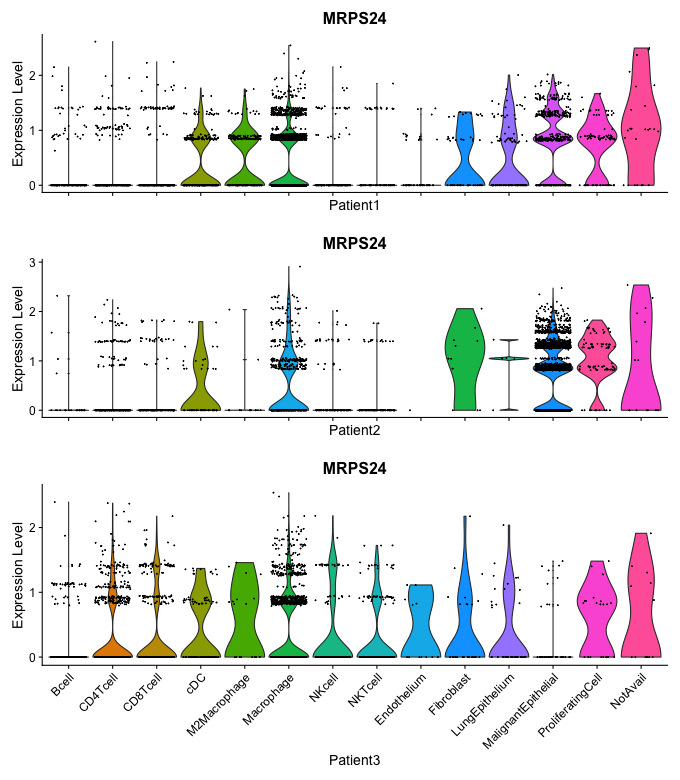 MRPS24
Expression Level
2
1
0
Patient1
MRPS24
Expression Level
3
2
1
0
Patient2
MRPS24
Expression Level
2
1
0
Bcell
CD4Tcell
CD8Tcell
cDC
M2Macrophage
Macrophage
NKcell
NKTcell
Endothelium
Fibroblast
LungEpithelium
MalignantEpithelial
ProliferatingCell
NotAvail
Patient3